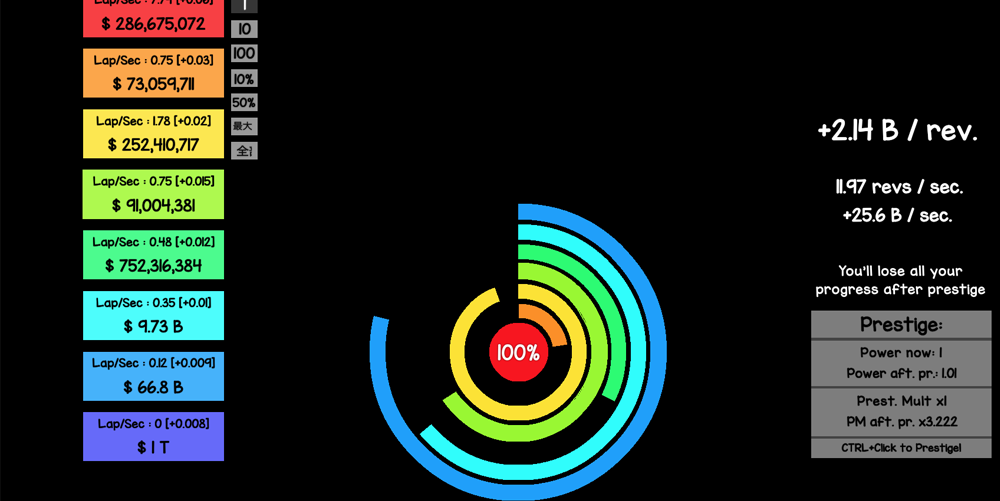 $ 286,675,072
Lap/Sec : 0.75 [+0.03]
$ 73,059,711
Lap/Sec : 1.78 [+0.02]
$ 252,410,717
Lap/Sec : 0.75 [+0.015]
$ 91,004,381
Lap/Sec : 0.48 [+0.012]
$ 752,316,384
Lap/Sec : 0.35 [+0.01]
$ 9.73 B
Lap/Sec : 0.12 [+0.009]
$ 66.8 B
Lap/Sec : 0 [+0.008]
$ 1 T
1
10
100
10%
50%
最大
100%
+2.14 B / rev.
11.97 revs / sec.
+25.6 B / sec.
You'll lose all your
progress after prestige
Prestige:
Power now: 1
Power aft. pr.: 1.01
Prest. Mult x1
PM aft. pr. x3.222
CTRL+Click to Prestige!